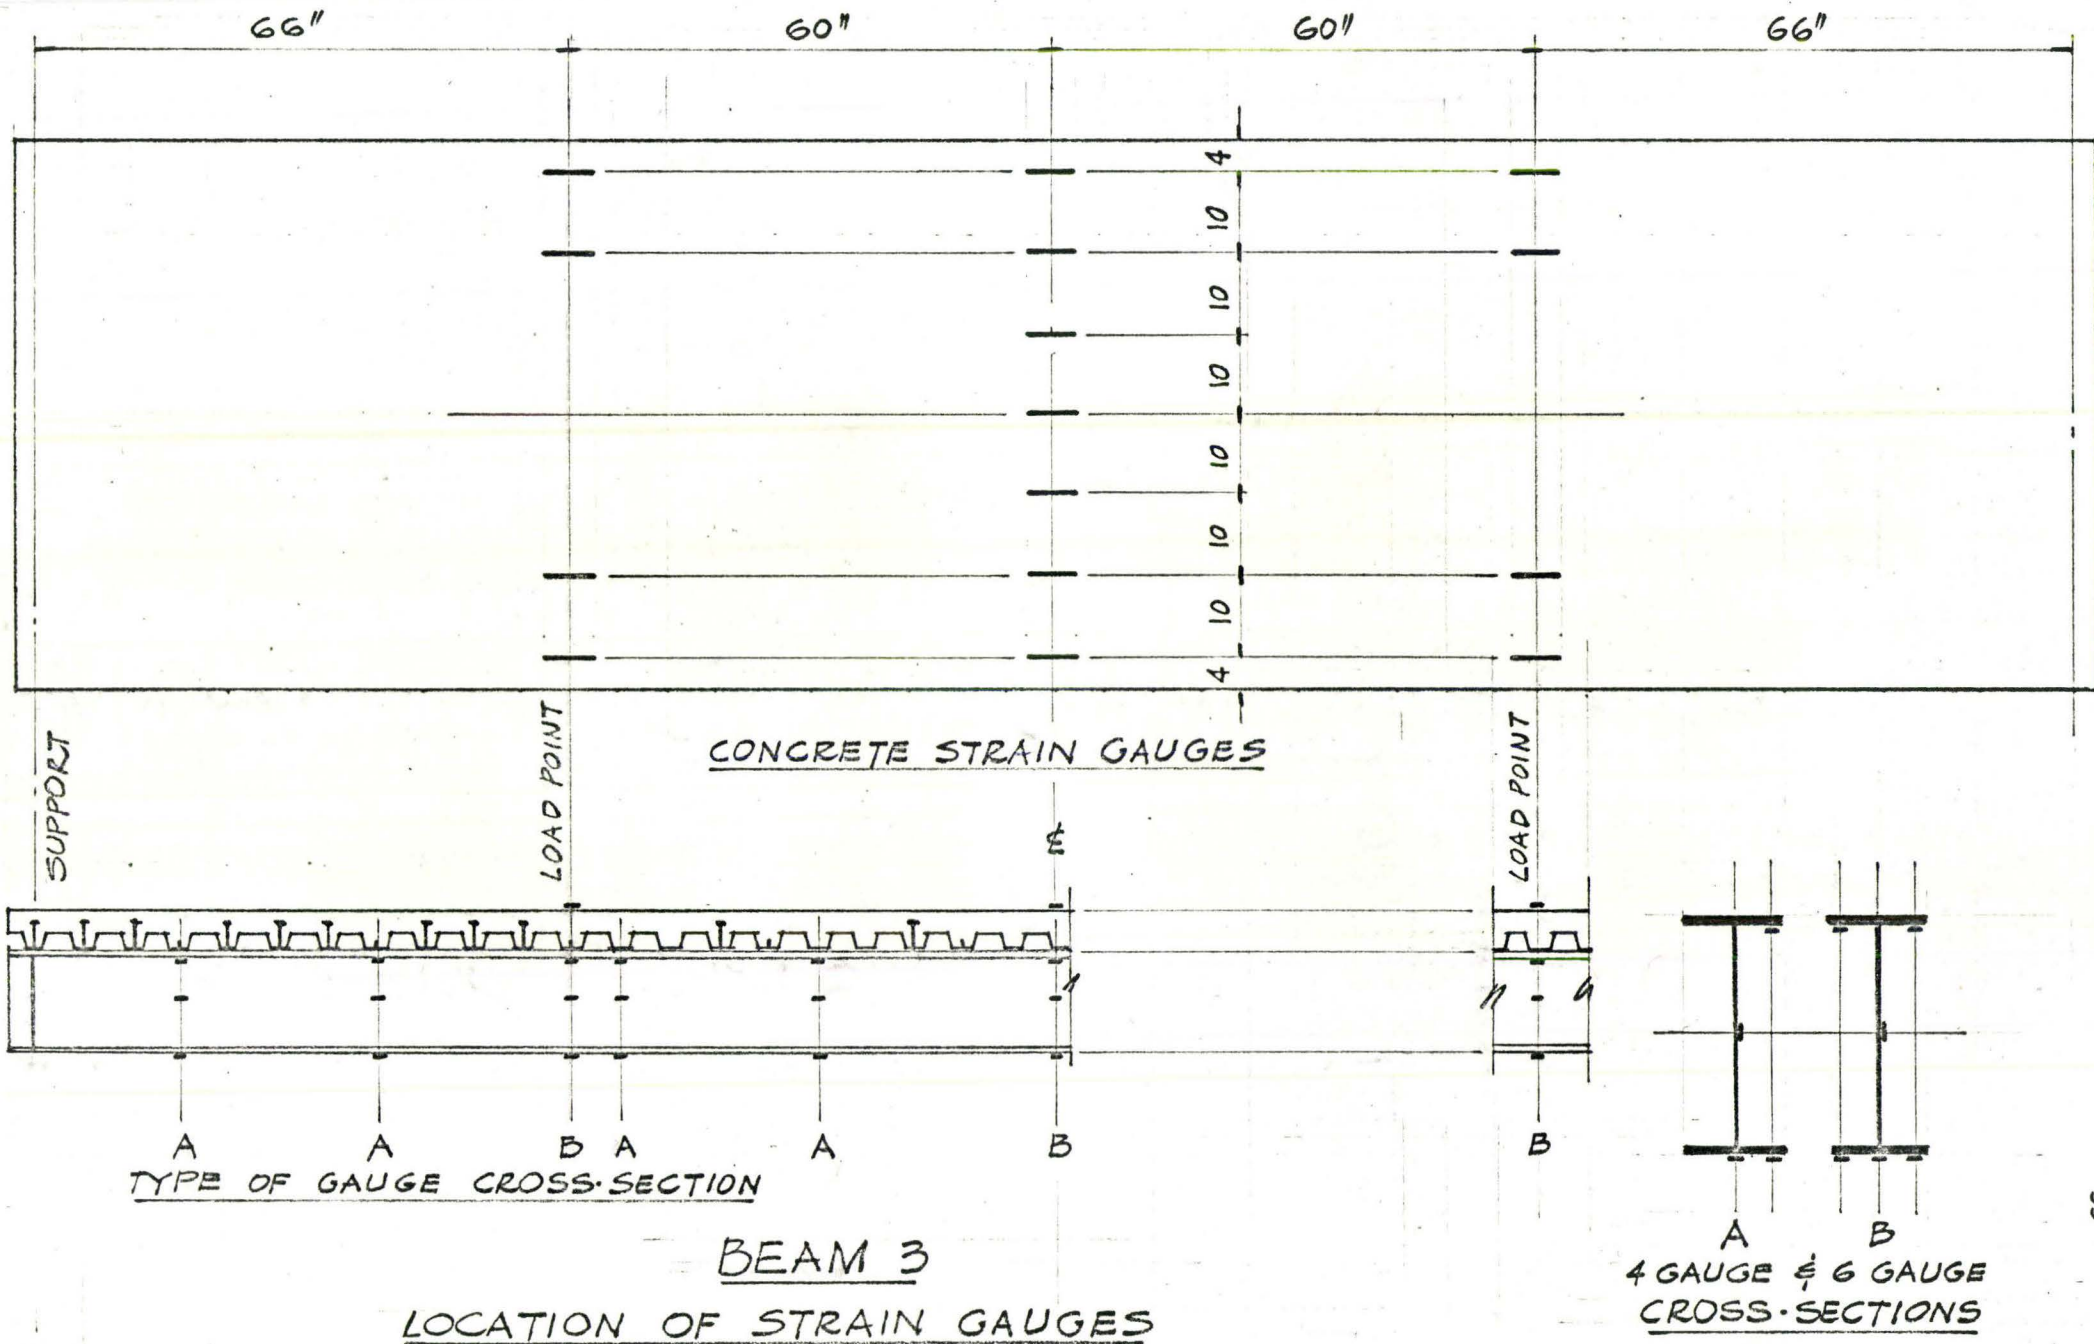 66" 60" 60" 66"
4
10
10
10
10
10
10
4
SUPPORT
LOAD POINT
LOAD POINT
CONCRETE STRAIN GAUGES
℄
A A B A A B B
TYPE OF GAUGE CROSS-SECTION
A B
4 GAUGE & 6 GAUGE
CROSS-SECTIONS
BEAM 3
LOCATION OF STRAIN GAUGES